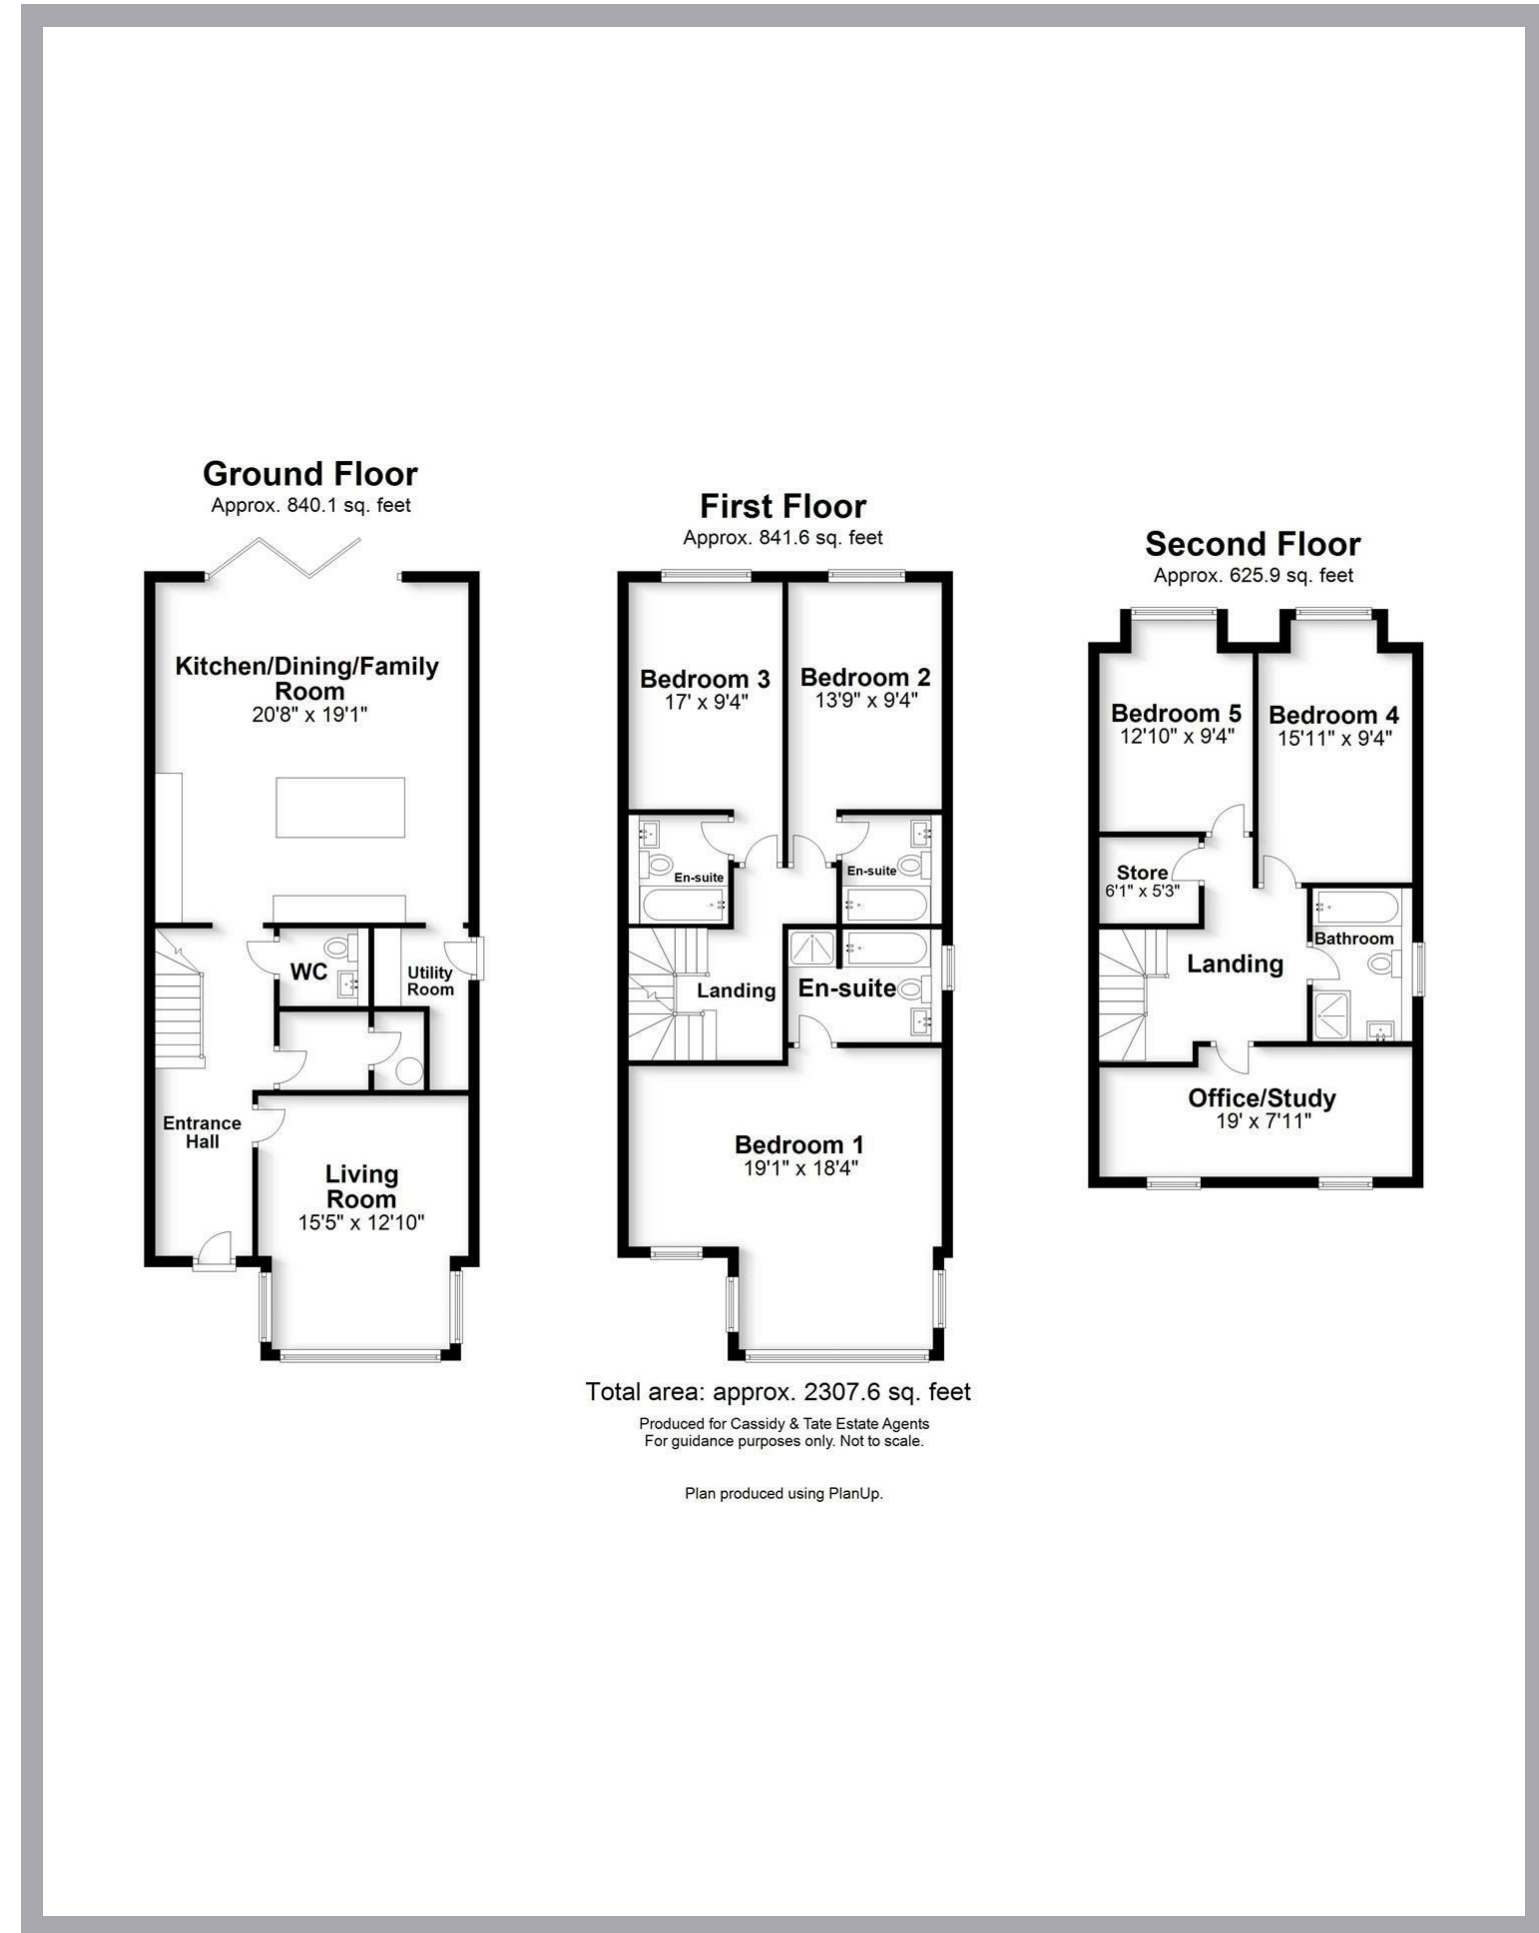 Ground Floor
Approx. 840.1 sq. feet
Kitchen/Dining/Family
Room
20'8" x 19'1"
WC
Utility
Room
Entrance
Hall
Living
Room
15'5" x 12'10"
First Floor
Approx. 841.6 sq. feet
Bedroom 3
17' x 9'4"
Bedroom 2
13'9" x 9'4"
En-suite
En-suite
Landing
En-suite
Bedroom 1
19'1" x 18'4"
Second Floor
Approx. 625.9 sq. feet
Bedroom 5
12'10" x 9'4"
Bedroom 4
15'11" x 9'4"
Store
6'1" x 5'3"
Bathroom
Landing
Office/Study
19' x 7'11"
Total area: approx. 2307.6 sq. feet
Produced for Cassidy & Tate Estate Agents
For guidance purposes only. Not to scale.
Plan produced using PlanUp.